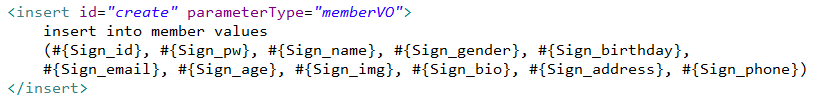 <insert id="create" parameterType="memberVO">
insert into member values
(#{Sign_id}, #{Sign_pw}, #{Sign_name}, #{Sign_gender}, #{Sign_birthday},
#{Sign_email}, #{Sign_age}, #{Sign_img}, #{Sign_bio}, #{Sign_address}, #{Sign_phone})
</insert>